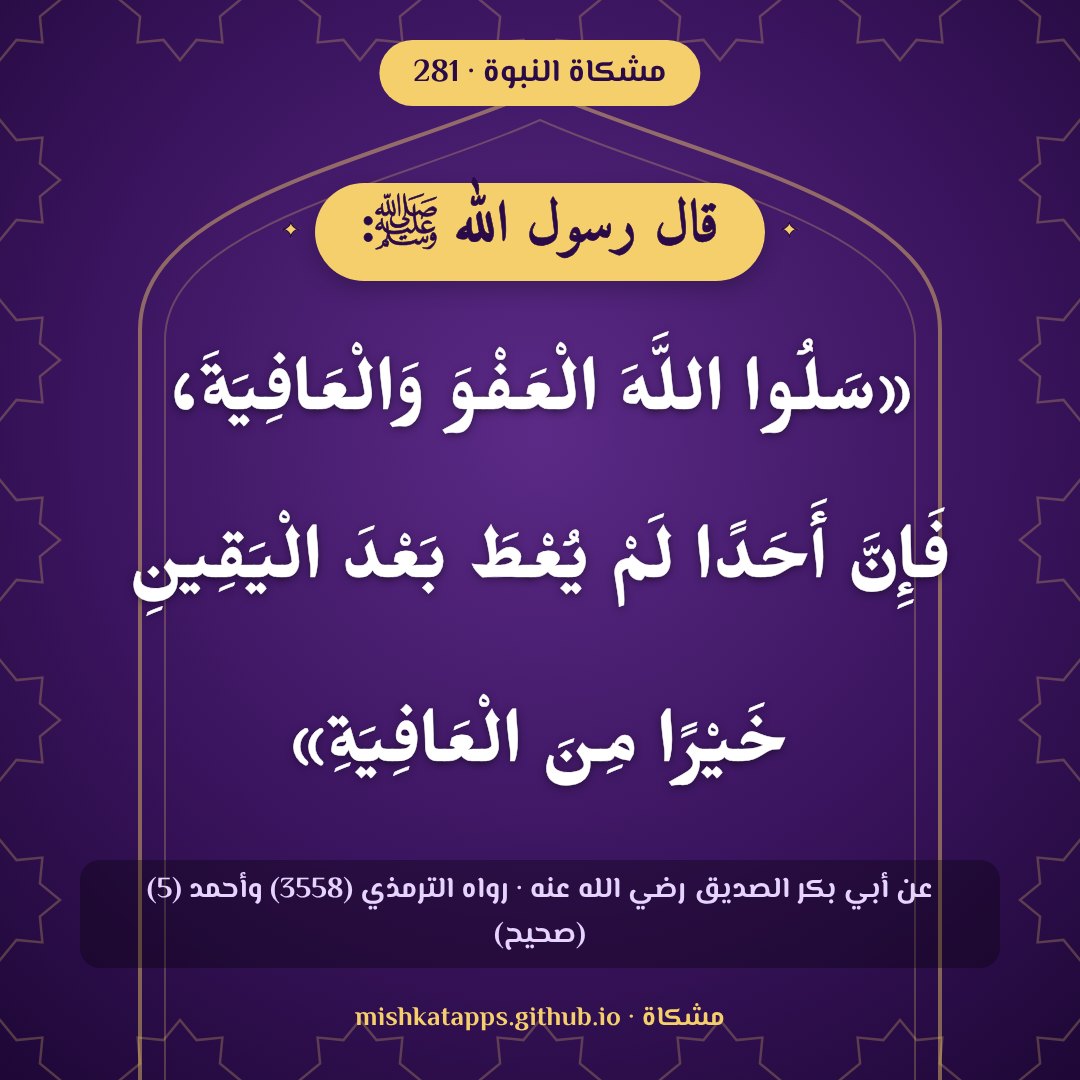 مشكاة النبوة · 281
قال رسول الله ﷺ:
«سَلُوا اللَّهَ الْعَفْوَ وَالْعَافِيَةَ،
فَإِنَّ أَحَدًا لَمْ يُعْطَ بَعْدَ الْيَقِينِ
خَيْرًا مِنَ الْعَافِيَةِ»
عن أبي بكر الصديق رضي الله عنه · رواه الترمذي (3558) وأحمد (5)
(صحيح)
مشكاة · mishkatapps.github.io